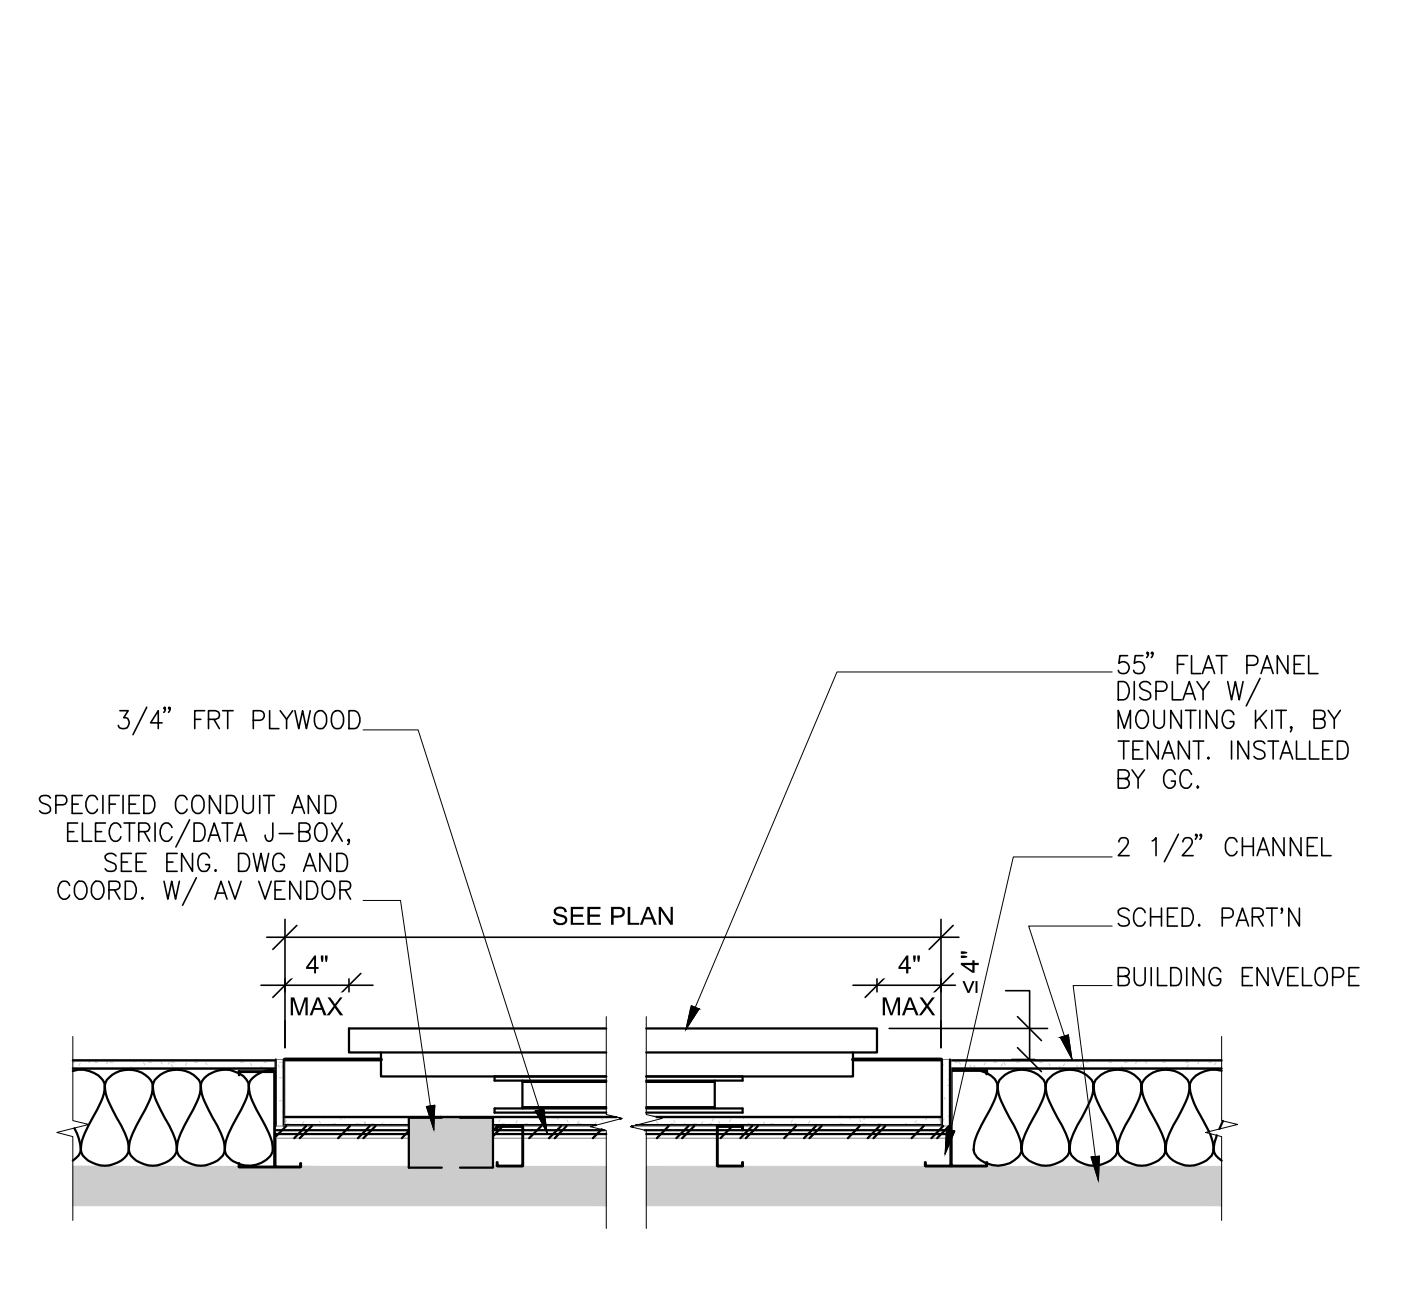 55” FLAT PANEL
DISPLAY W/
MOUNTING KIT, BY
TENANT. INSTALLED
BY GC.
3/4” FRT PLYWOOD
SPECIFIED CONDUIT AND
ELECTRIC/DATA J-BOX,
SEE ENG. DWG AND
COORD. W/ AV VENDOR
2 1/2” CHANNEL
SCHED. PART’N
BUILDING ENVELOPE
SEE PLAN
4"
MAX
4"
MAX
≤ 4"